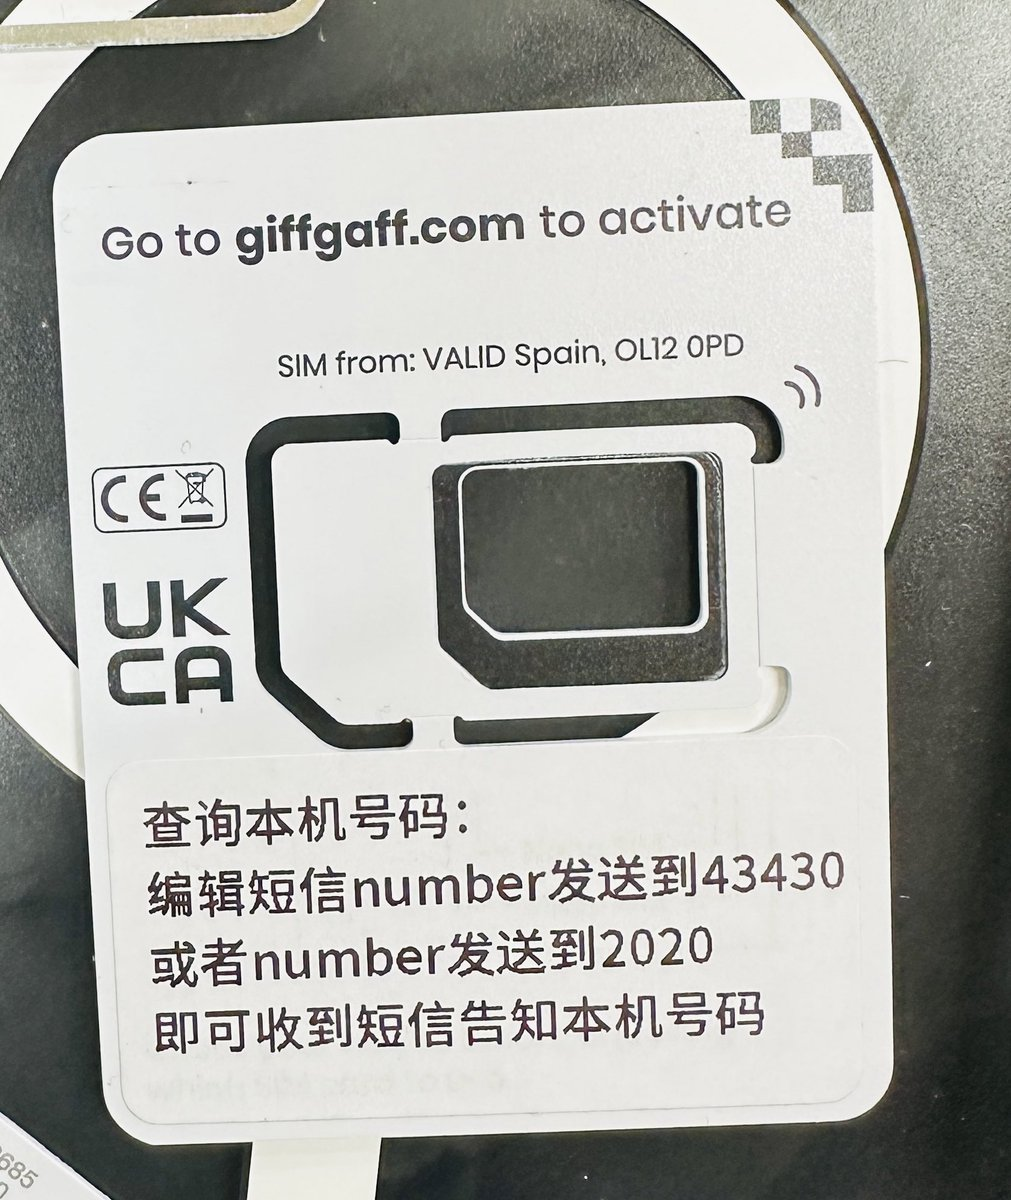 Go to giffgaff.com to activate
SIM from: VALID Spain, OL12 0PD
CE
UK
CA
查询本机号码：
编辑短信number发送到43430
或者number发送到2020
即可收到短信告知本机号码